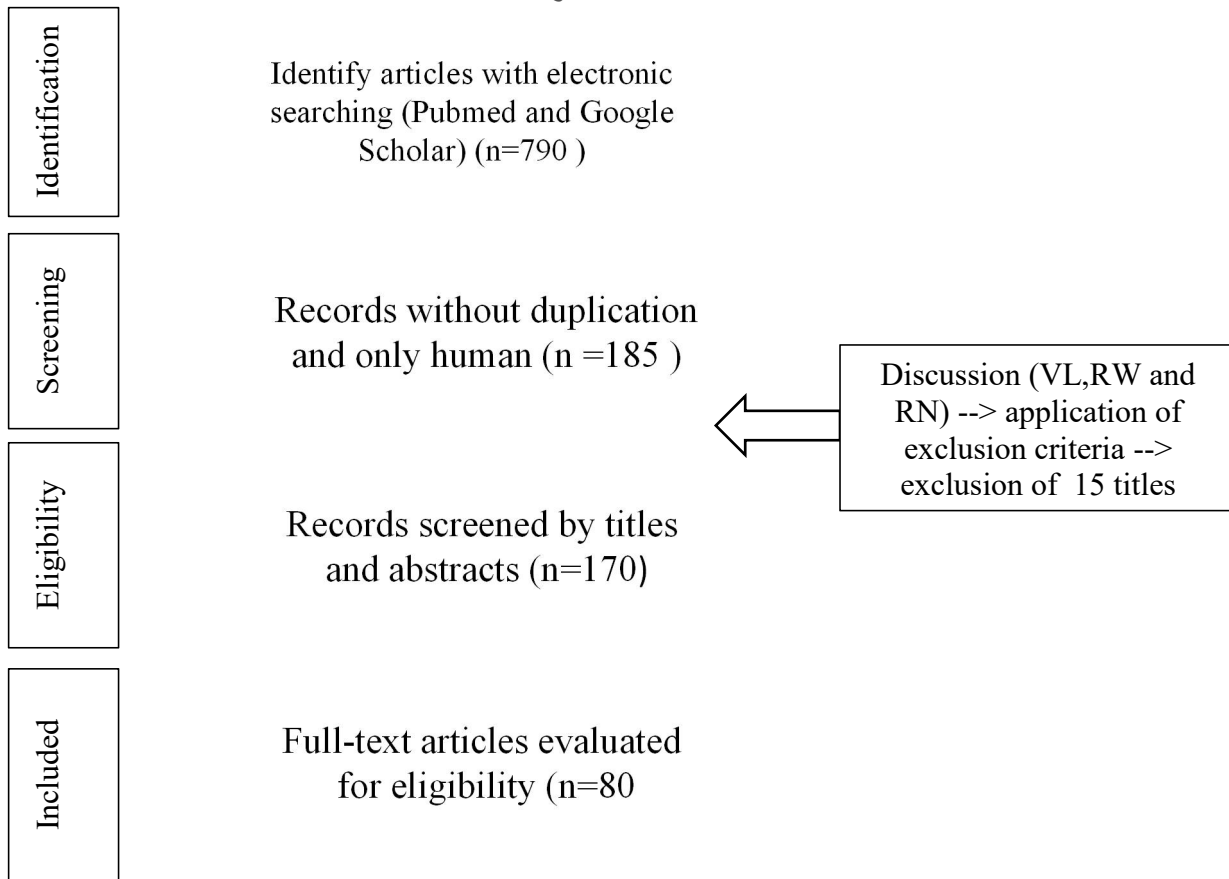 Identification
Identify articles with electronic
searching (Pubmed and Google
Scholar) (n=790 )
Screening
Records without duplication
and only human (n =185 )
Discussion (VL,RW and
RN) --> application of
exclusion criteria -->
exclusion of 15 titles
Eligibility
Records screened by titles
and abstracts (n=170)
Included
Full-text articles evaluated
for eligibility (n=80